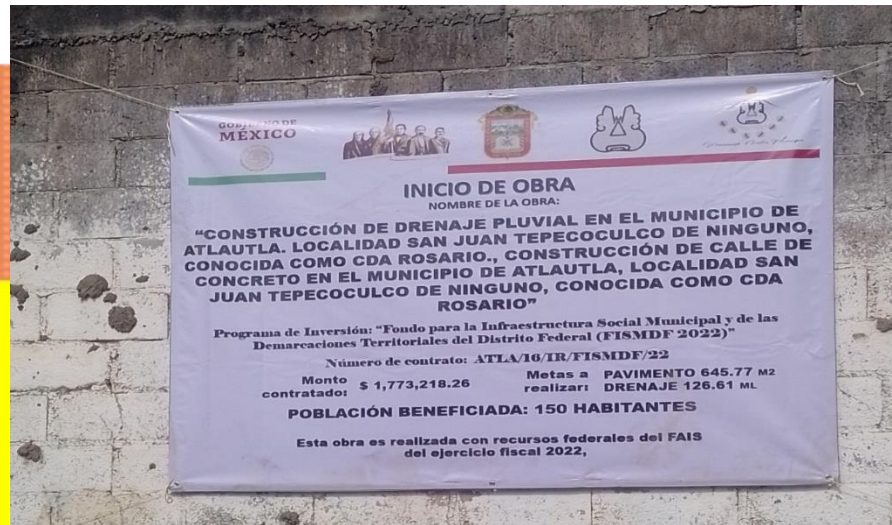 GOBIERNO DE
MÉXICO
INICIO DE OBRA
NOMBRE DE LA OBRA:
“CONSTRUCCIÓN DE DRENAJE PLUVIAL EN EL MUNICIPIO DE
ATLAUTLA. LOCALIDAD SAN JUAN TEPECOCULCO DE NINGUNO,
CONOCIDA COMO CDA ROSARIO., CONSTRUCCIÓN DE CALLE DE
CONCRETO EN EL MUNICIPIO DE ATLAUTLA, LOCALIDAD SAN
JUAN TEPECOCULCO DE NINGUNO, CONOCIDA COMO CDA
ROSARIO”
Programa de Inversión: “Fondo para la Infraestructura Social Municipal y de las
Demarcaciones Territoriales del Distrito Federal (FISMDF 2022)”
Número de contrato: ATLA/16/IR/FISMDF/22
Monto contratado: $ 1,773,218.26
Metas a realizar: PAVIMENTO 645.77 M2
DRENAJE 126.61 ML
POBLACIÓN BENEFICIADA: 150 HABITANTES
Esta obra es realizada con recursos federales del FAIS
del ejercicio fiscal 2022,